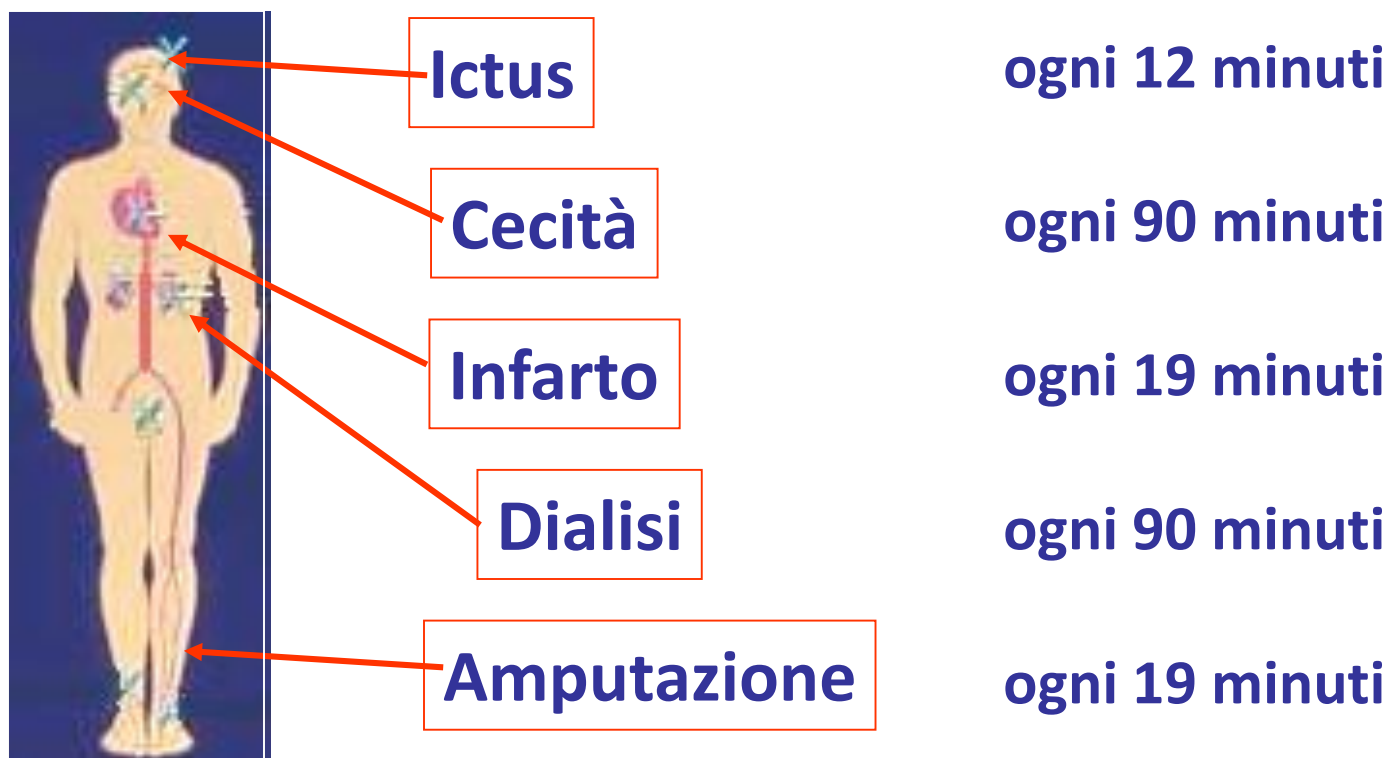 Ictus ogni 12 minuti
Cecità ogni 90 minuti
Infarto ogni 19 minuti
Dialisi ogni 90 minuti
Amputazione ogni 19 minuti